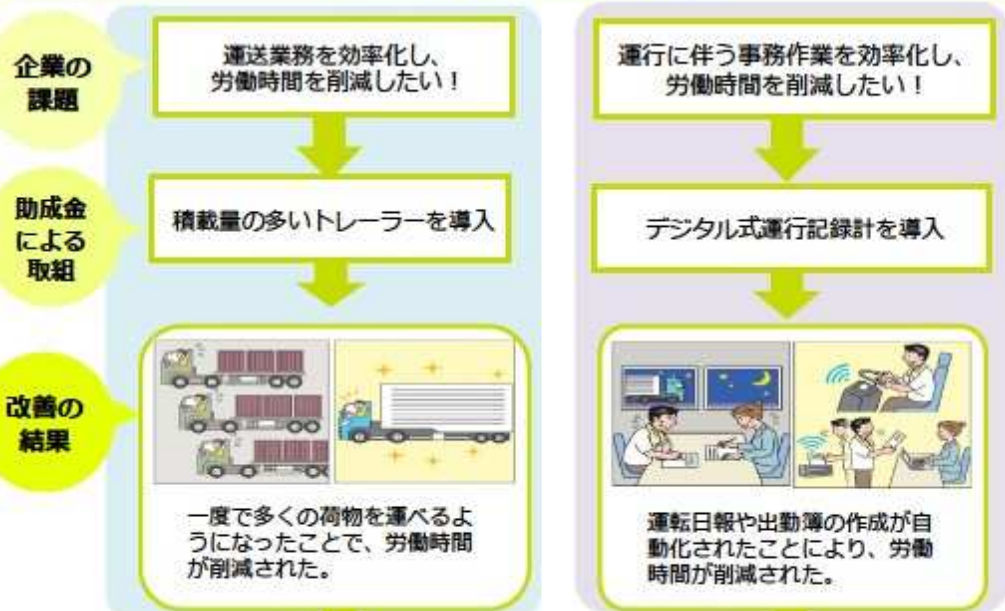 企業の
課題
運送業務を効率化し、
労働時間を削減したい！
運行に伴う事務作業を効率化し、
労働時間を削減したい！
助成金
による
取組
積載量の多いトレーラーを導入
デジタル式運行記録計を導入
改善の
結果
一度で多くの荷物を運べるよ
うになったことで、労働時間
が削減された。
運転日報や出勤簿の作成が自
動化されたことにより、労働
時間が削減された。